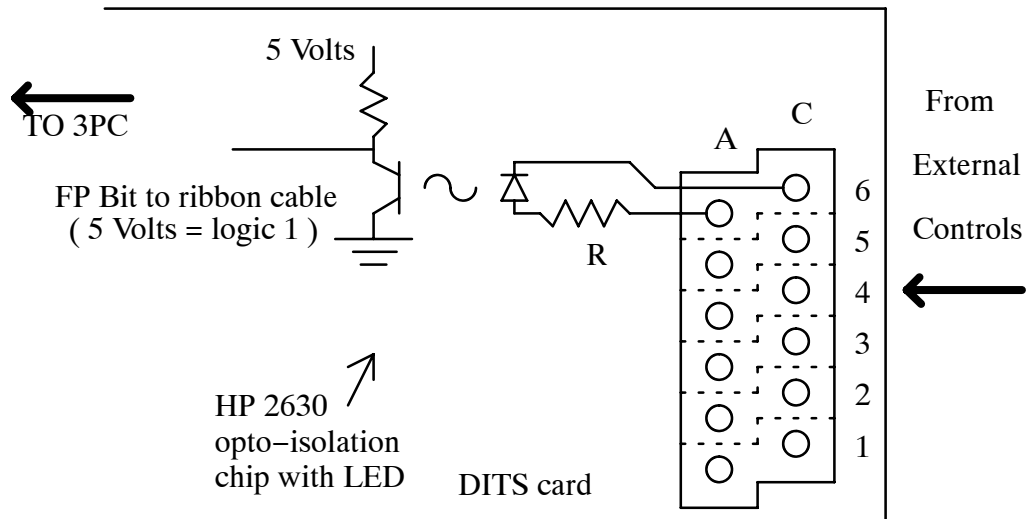 5 Volts
TO 3PC
FP Bit to ribbon cable
( 5 Volts = logic 1 )
R
A
C
6
5
4
3
2
1
From
External
Controls
HP 2630
opto−isolation
chip with LED
DITS card